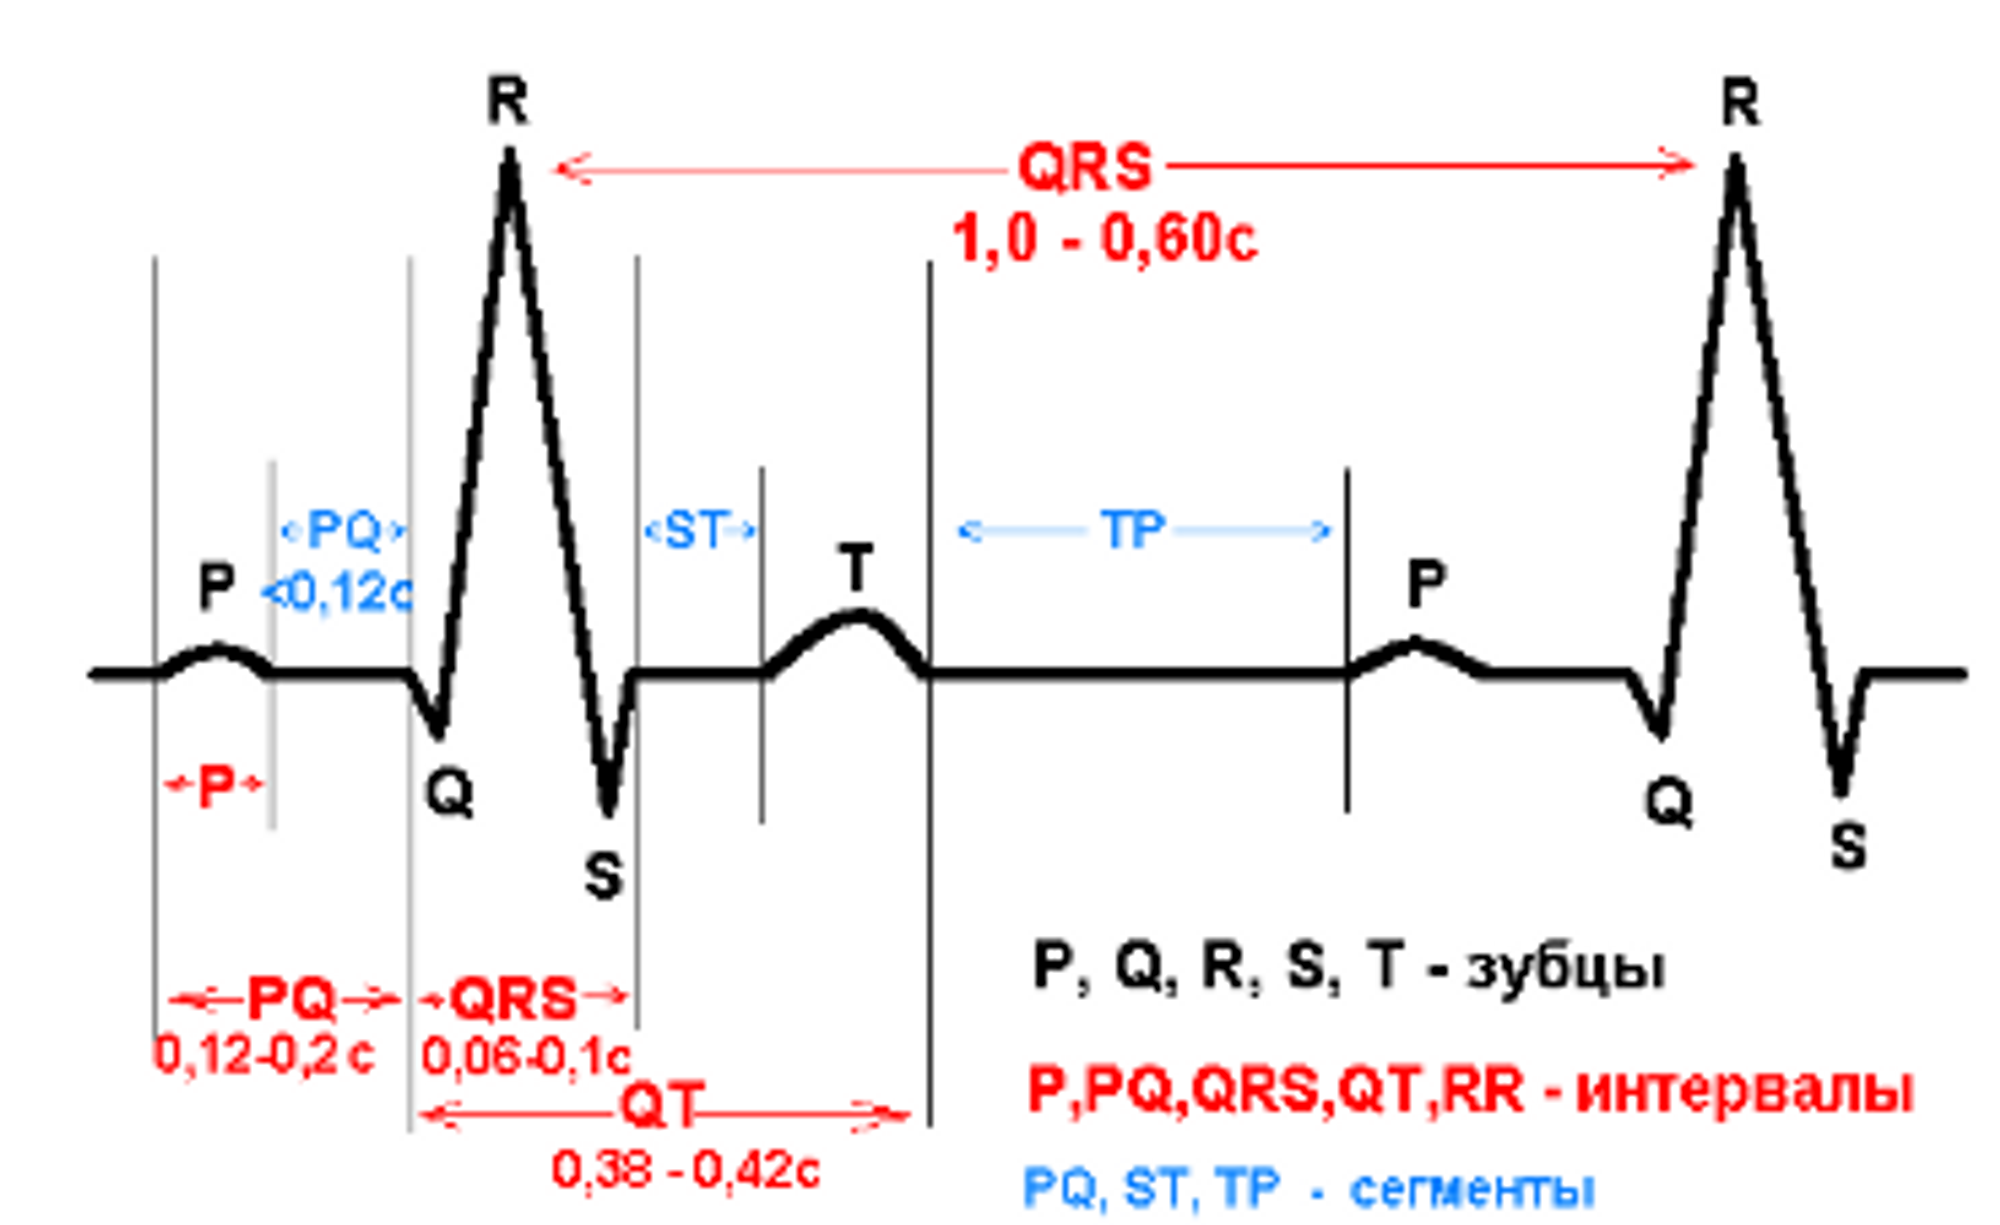 R
R
QRS
1,0 - 0,60с
PQ
ST
TP
<0,12с
P
T
P
P
Q
Q
S
S
P, Q, R, S, T - зубцы
PQ
QRS
0,12-0,2 с
0,06-0,1с
P,PQ,QRS,QT,RR - интервалы
QT
0,38 - 0,42с
PQ, ST, TP - сегменты